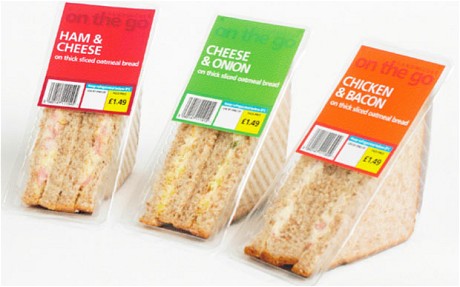 on the go
HAM &
CHEESE
on thick sliced oatmeal bread
£1.49
on the go
CHEESE
& ONION
on thick sliced oatmeal bread
£1.49
on the go
CHICKEN
& BACON
on thick sliced oatmeal bread
£1.49